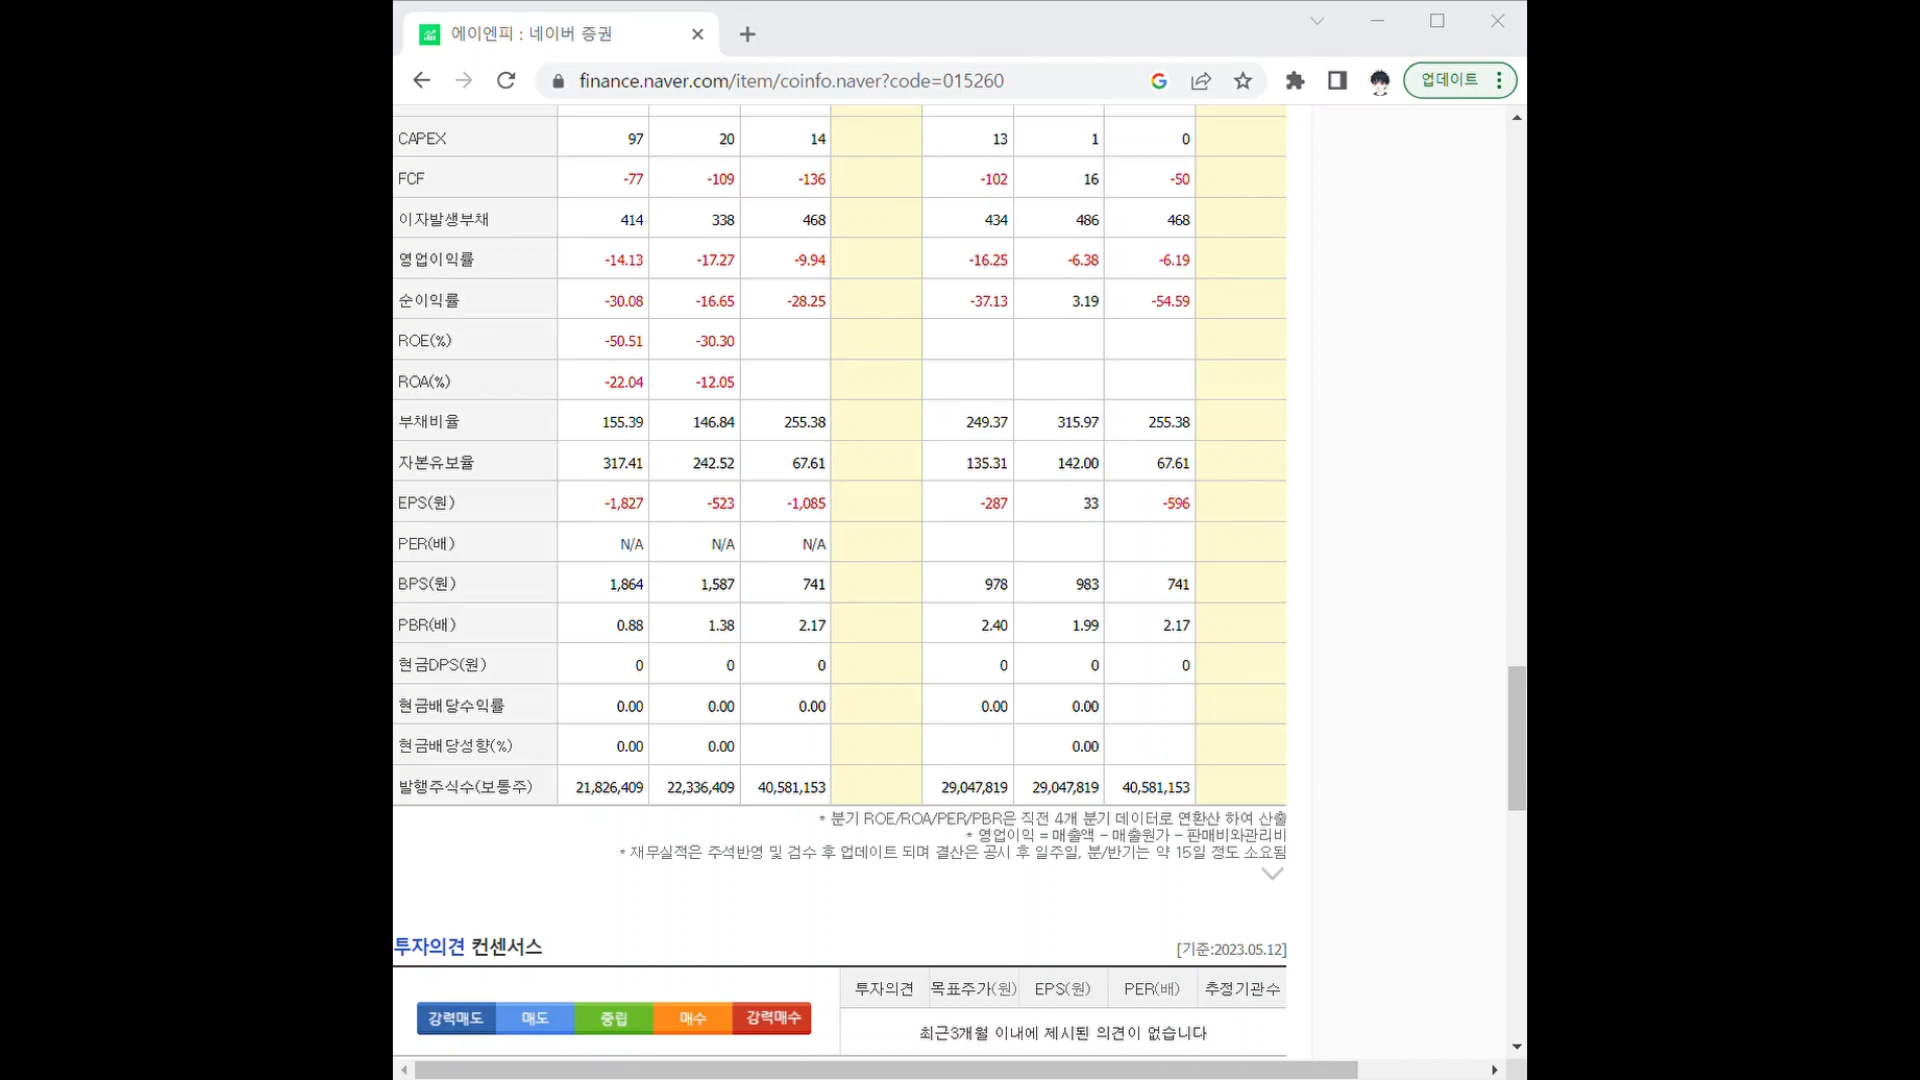 에이엔피 : 네이버 증권
finance.naver.com/item/coinfo.naver?code=015260
업데이트
CAPEX 97 20 14 13 1 0
FCF -77 -109 -136 -102 16 -50
이자발생부채 414 338 468 434 486 468
영업이익률 -14.13 -17.27 -9.94 -16.25 -6.38 -6.19
순이익률 -30.08 -16.65 -28.25 -37.13 3.19 -54.59
ROE(%) -50.51 -30.30
ROA(%) -22.04 -12.05
부채비율 155.39 146.84 255.38 249.37 315.97 255.38
자본유보율 317.41 242.52 67.61 135.31 142.00 67.61
EPS(원) -1,827 -523 -1,085 -287 33 -596
PER(배) N/A N/A N/A
BPS(원) 1,864 1,587 741 978 983 741
PBR(배) 0.88 1.38 2.17 2.40 1.99 2.17
현금DPS(원) 0 0 0 0 0 0
현금배당수익률 0.00 0.00 0.00 0.00 0.00
현금배당성향(%) 0.00 0.00 0.00
발행주식수(보통주) 21,826,409 22,336,409 40,581,153 29,047,819 29,047,819 40,581,153
* 분기 ROE/ROA/PER/PBR은 직전 4개 분기 데이터로 연환산 하여 산출
* 영업이익 = 매출액 - 매출원가 - 판매비와관리비
* 재무실적은 주석반영 및 검수 후 업데이트 되며 결산은 공시 후 일주일, 분/반기는 약 15일 정도 소요됨
투자의견 컨센서스 [기준:2023.05.12]
투자의견 목표주가(원) EPS(원) PER(배) 추정기관수
강력매도 매도 중립 매수 강력매수
최근3개월 이내에 제시된 의견이 없습니다